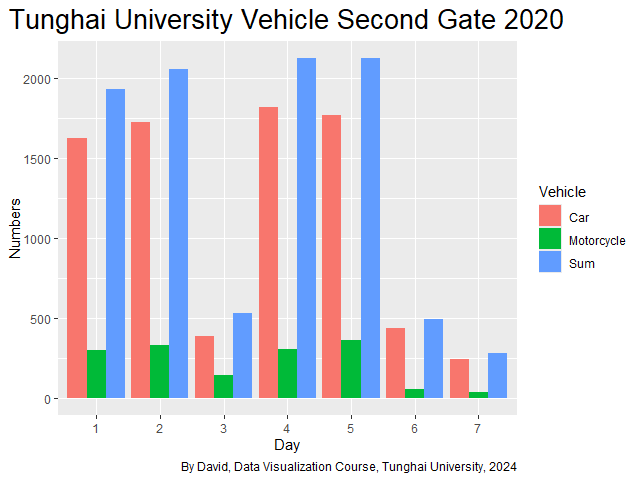 Tunghai University Vehicle Second Gate 2020
2000
1500
1000
500
0
Numbers
1 2 3 4 5 6 7
Day
Vehicle
Car
Motorcycle
Sum
By David, Data Visualization Course, Tunghai University, 2024